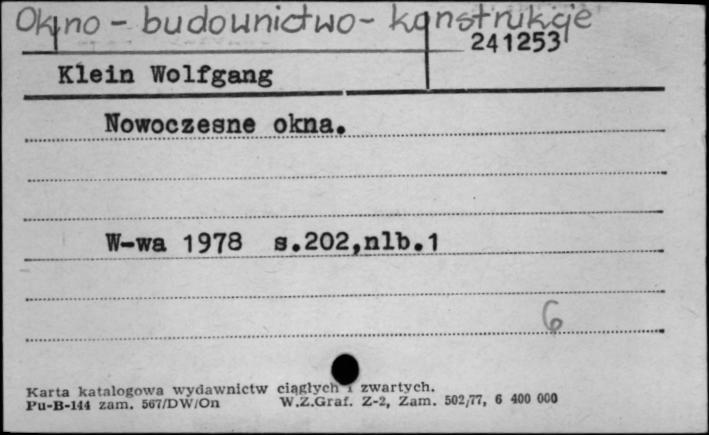 Okno - budownictwo - konstrukcje
241253
Klein Wolfgang
Nowoczesne okna.
W-wa 1978 s.202,nlb.1
6
Karta katalogowa wydawnictw ciągłych i zwartych.
Pu-B-144 zam. 567/DW/On W.Z.Graf. Z-2, Zam. 502/77, 6 400 000